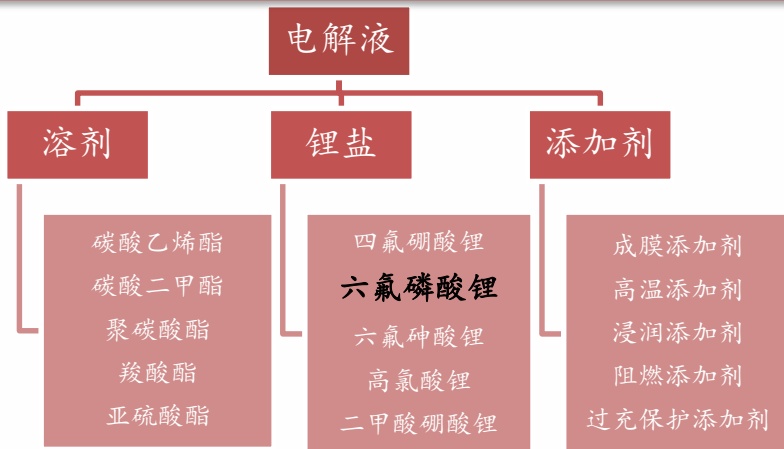 电解液
溶剂
锂盐
添加剂
碳酸乙烯酯
碳酸二甲酯
聚碳酸酯
羧酸酯
亚硫酸酯
四氟硼酸锂
六氟磷酸锂
六氟砷酸锂
高氯酸锂
二甲酸硼酸锂
成膜添加剂
高温添加剂
浸润添加剂
阻燃添加剂
过充保护添加剂